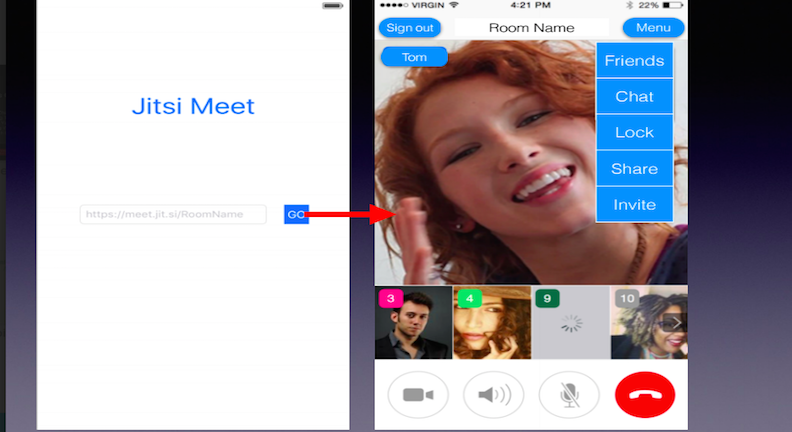 Jitsi Meet
https://meet.jit.si/RoomName
GO
VIRGIN
4:21 PM
22%
Sign out
Room Name
Menu
Tom
Friends
Chat
Lock
Share
Invite
3
4
9
10